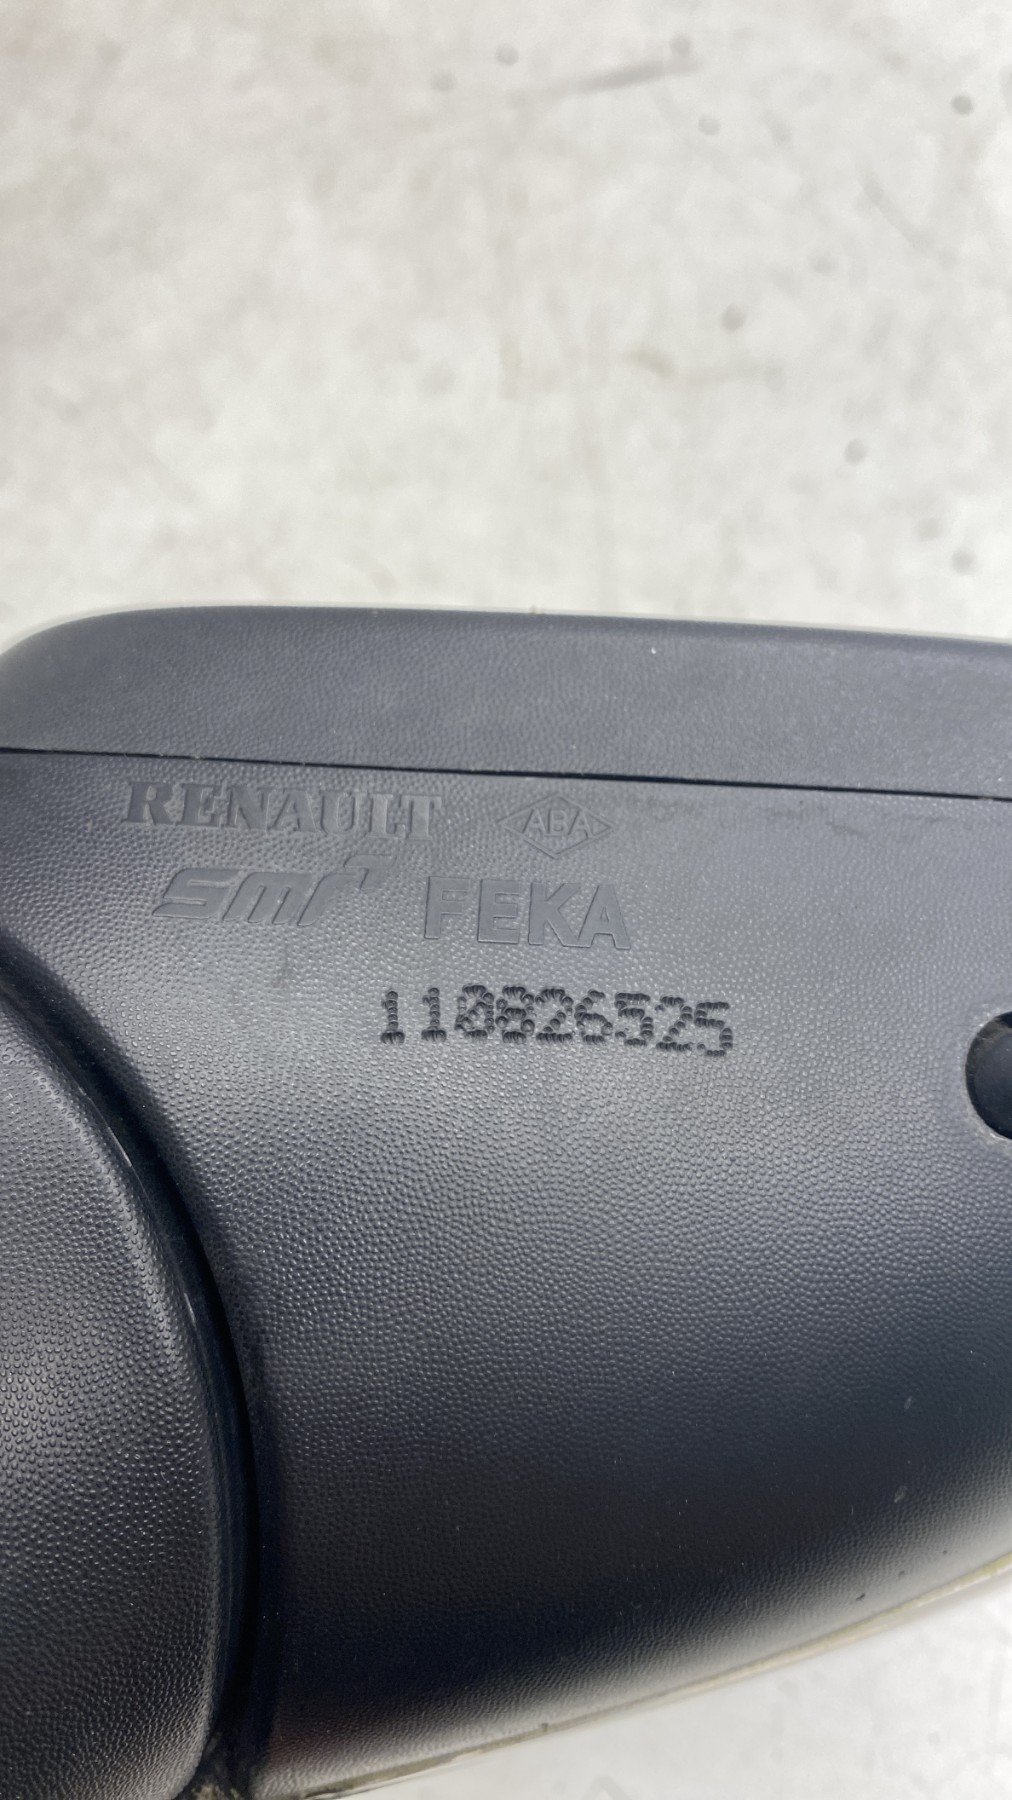 RENAULT ABA
smr FEKA
110826525